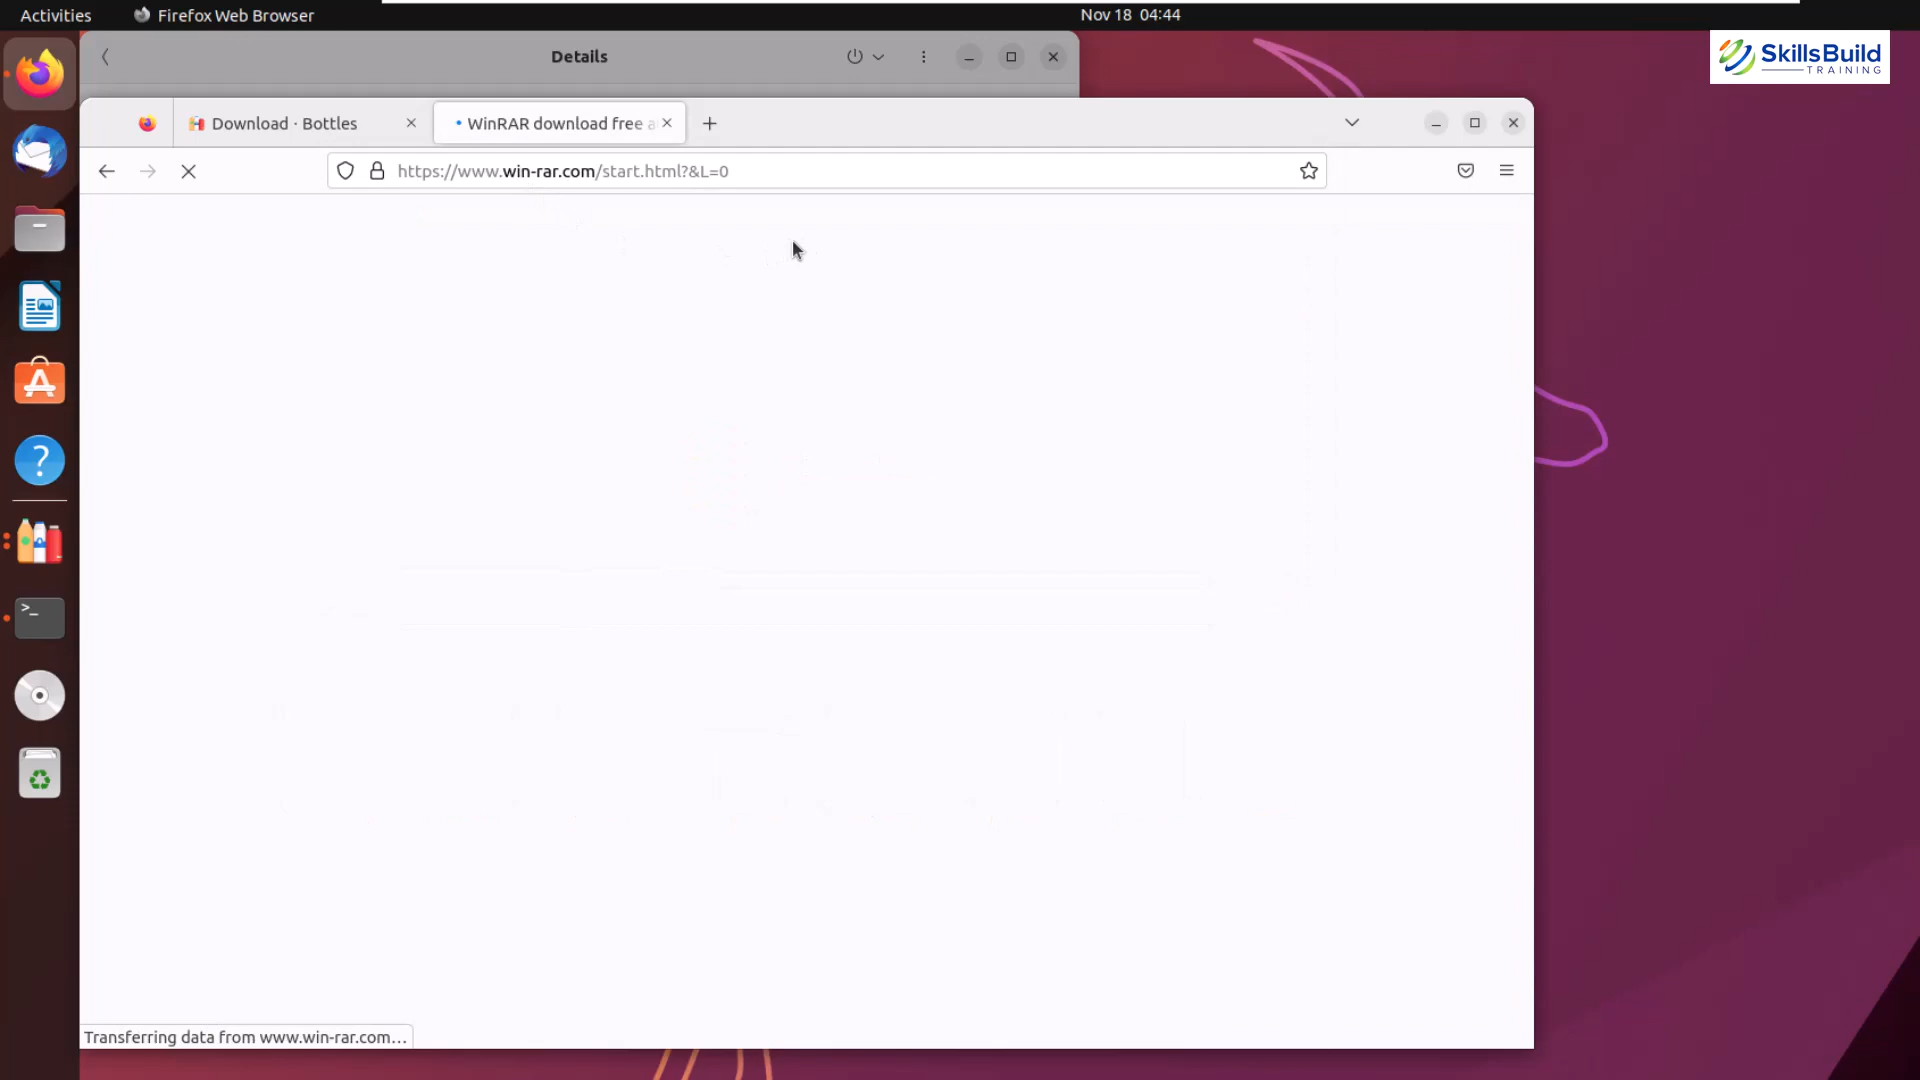 Activities
Firefox Web Browser
Nov 18 04:44
Details
SkillsBuild
TRAINING
Download · Bottles
WinRAR download free a
https://www.win-rar.com/start.html?&L=0
Transferring data from www.win-rar.com…